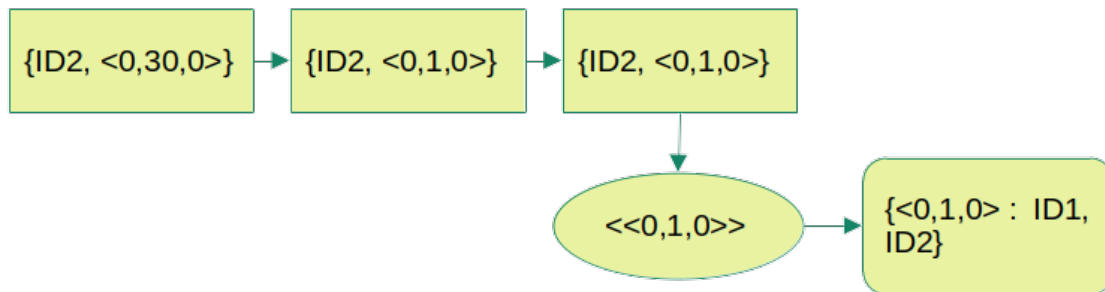 {ID2, <0,30,0>}
{ID2, <0,1,0>}
{ID2, <0,1,0>}
<<0,1,0>>
{<0,1,0> : ID1,
ID2}